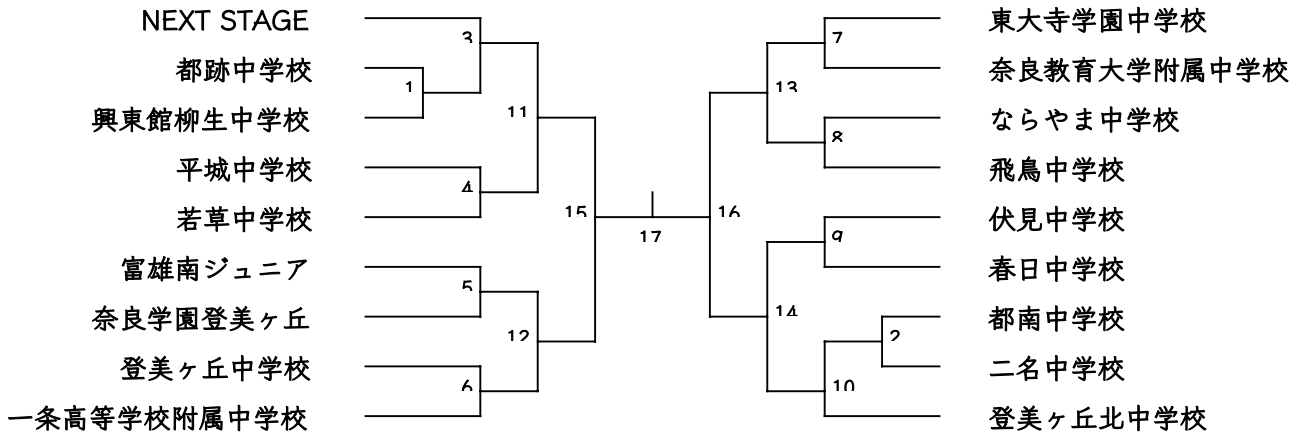 NEXT STAGE
都跡中学校
興東館柳生中学校
平城中学校
若草中学校
富雄南ジュニア
奈良学園登美ヶ丘
登美ヶ丘中学校
一条高等学校附属中学校
3
1
11
4
15
5
12
6
17
7
13
8
16
9
14
2
10
東大寺学園中学校
奈良教育大学附属中学校
ならやま中学校
飛鳥中学校
伏見中学校
春日中学校
都南中学校
二名中学校
登美ヶ丘北中学校